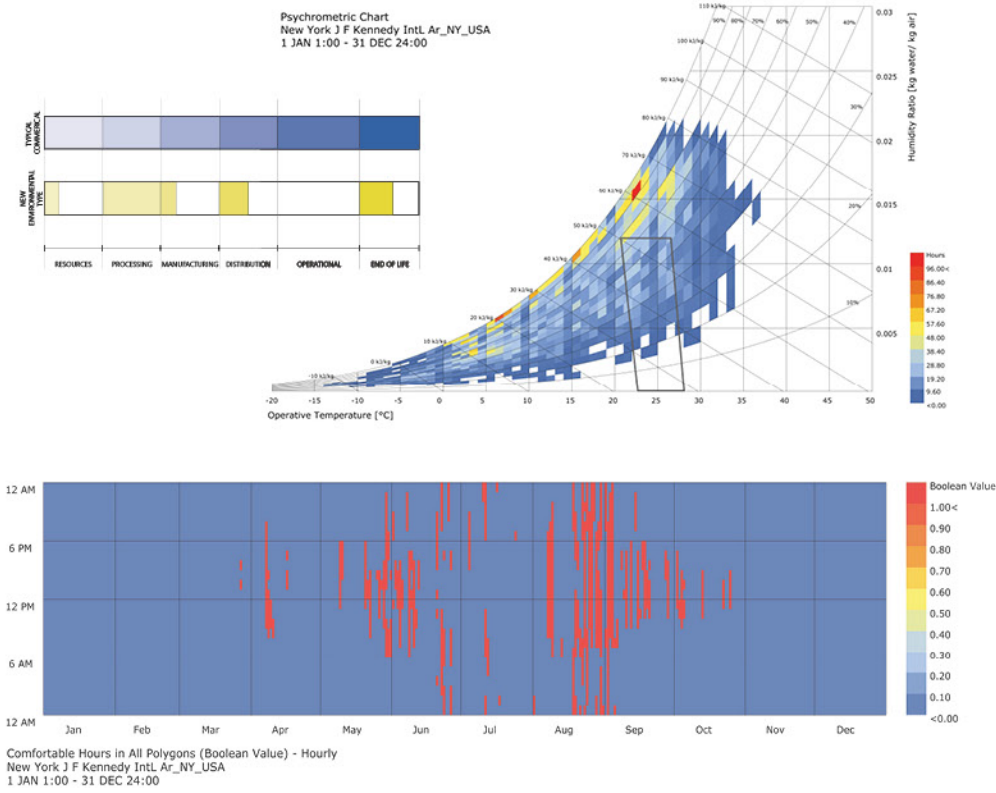 Psychrometric Chart
New York J F Kennedy IntL Ar_NY_USA
1 JAN 1:00 - 31 DEC 24:00
TYPICAL
COMMERICAL
NEW
ENVIRONMENTAL
TYPE
RESOURCES
PROCESSING
MANUFACTURING
DISTRIBUTION
OPERATIONAL
END OF LIFE
110 kJ/kg
100 kJ/kg
90 kJ/kg
80 kJ/kg
70 kJ/kg
60 kJ/kg
50 kJ/kg
40 kJ/kg
30 kJ/kg
20 kJ/kg
10 kJ/kg
0 kJ/kg
-10 kJ/kg
90%
80%
70%
60%
50%
40%
30%
20%
10%
0.03
0.025
0.02
0.015
0.01
0.005
Humidity Ratio [kg water/ kg air]
-20
-15
-10
-5
0
5
10
15
20
25
30
35
40
45
50
Operative Temperature [°C]
Hours
96.00<
86.40
76.80
67.20
57.60
48.00
38.40
28.80
19.20
9.60
<0.00
12 AM
6 PM
12 PM
6 AM
12 AM
Jan
Feb
Mar
Apr
May
Jun
Jul
Aug
Sep
Oct
Nov
Dec
Boolean Value
1.00<
0.90
0.80
0.70
0.60
0.50
0.40
0.30
0.20
0.10
<0.00
Comfortable Hours in All Polygons (Boolean Value) - Hourly
New York J F Kennedy IntL Ar_NY_USA
1 JAN 1:00 - 31 DEC 24:00